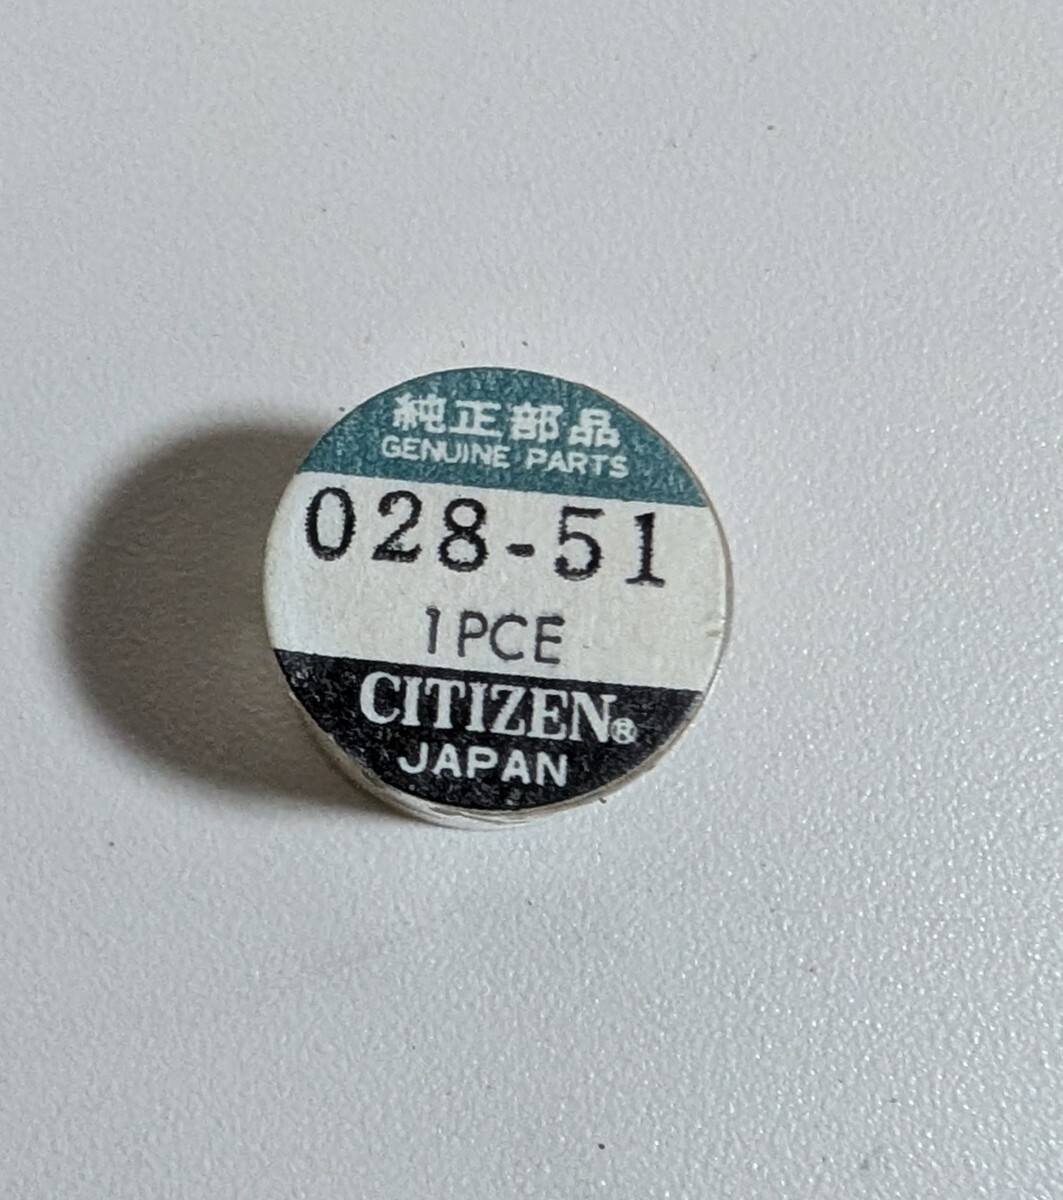 純正部品
GENUINE PARTS
028-51
1PCE
CITIZEN®
JAPAN